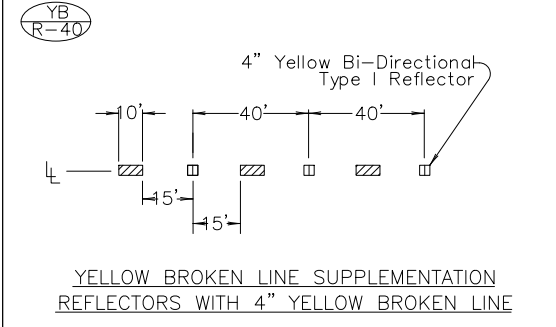 YB
R-40
4" Yellow Bi-Directional
Type I Reflector
10'
40'
40'
LL
15'
15'
YELLOW BROKEN LINE SUPPLEMENTATION
REFLECTORS WITH 4" YELLOW BROKEN LINE